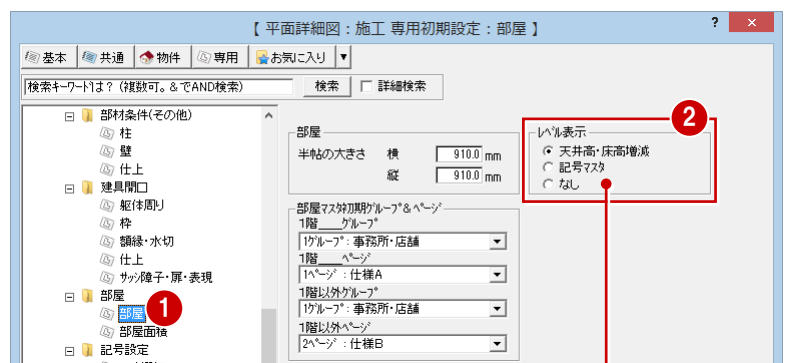 【 平面詳細図：施工 専用初期設定：部屋 】
? ×
基本 共通 物件 専用 お気に入り ▼
検索キーワードは? (複数可。& でAND検索) 検索 詳細検索
部材条件(その他)
柱
壁
仕上
建具開口
躯体周り
枠
額縁・水切
仕上
サッシ障子・扉・表現
部屋
部屋 1
部屋面積
記号設定
部屋
半帖の大きさ 横 910.0 mm
縦 910.0 mm
部屋マスタ初期グループ&ページ
1階____グループ
1グループ：事務所・店舗
1階____ページ
1ページ：仕様A
1階以外グループ
1グループ：事務所・店舗
1階以外ページ
2ページ：仕様B
2
レベル表示
天井高・床高増減
記号マスタ
なし